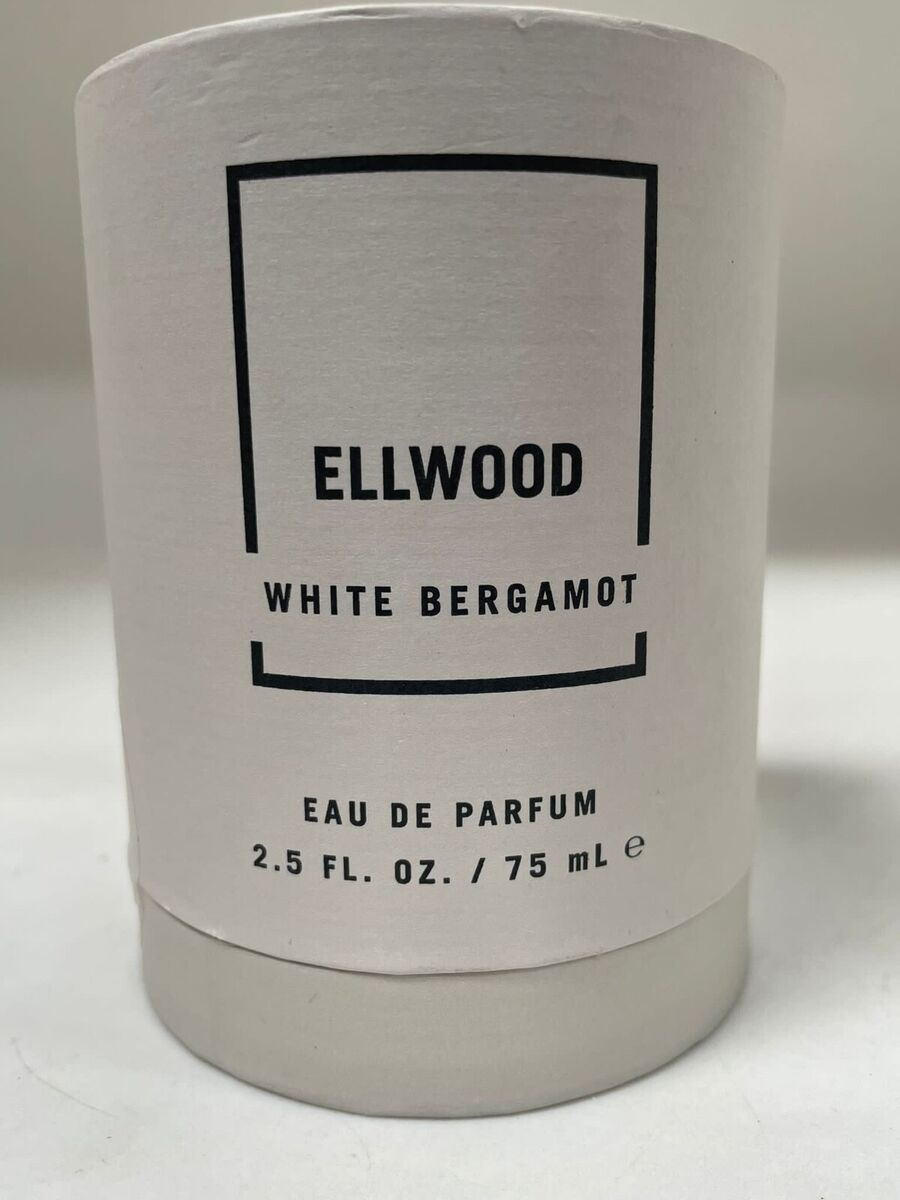 ELLWOOD
WHITE BERGAMOT
EAU DE PARFUM
2.5 FL. OZ. / 75 mL ℮